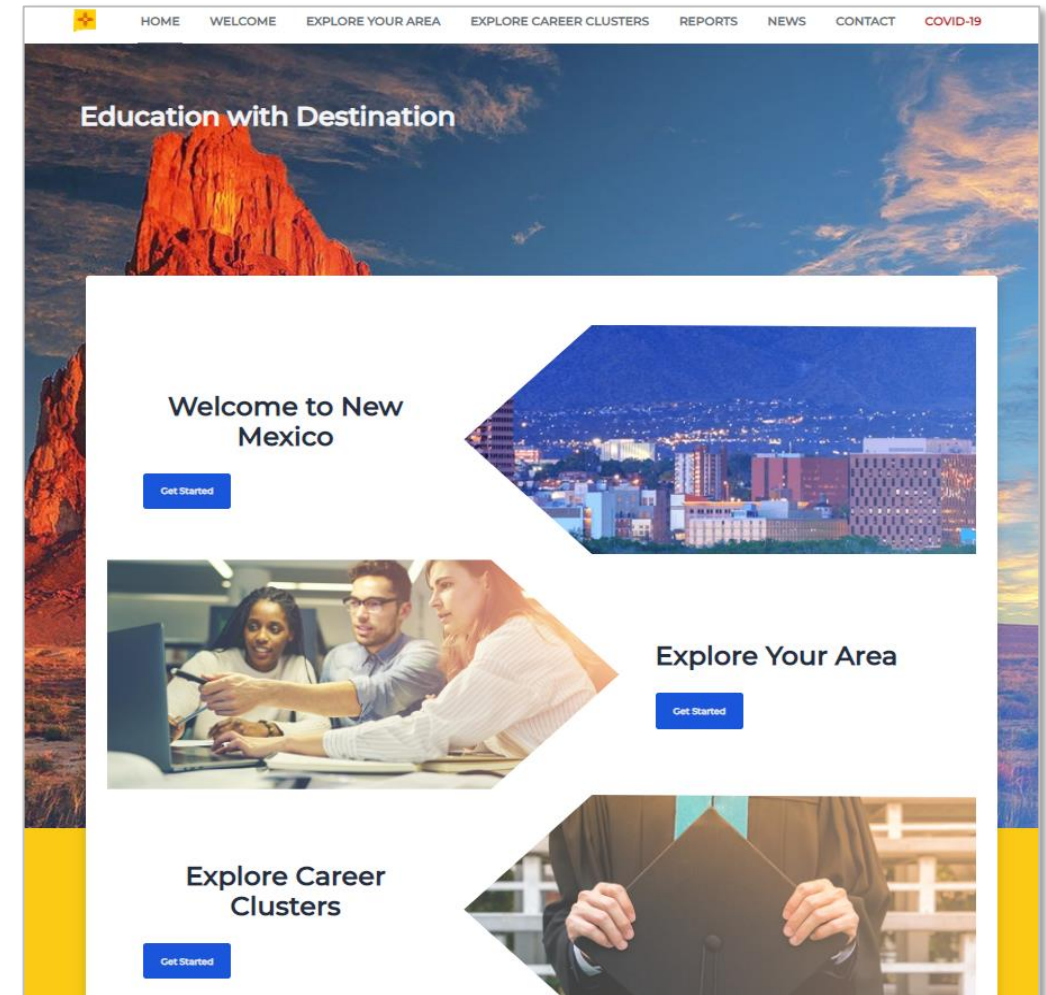 HOME WELCOME EXPLORE YOUR AREA EXPLORE CAREER CLUSTERS REPORTS NEWS CONTACT COVID-19
Education with Destination
Welcome to New
Mexico
Get Started
Explore Your Area
Get Started
Explore Career
Clusters
Get Started